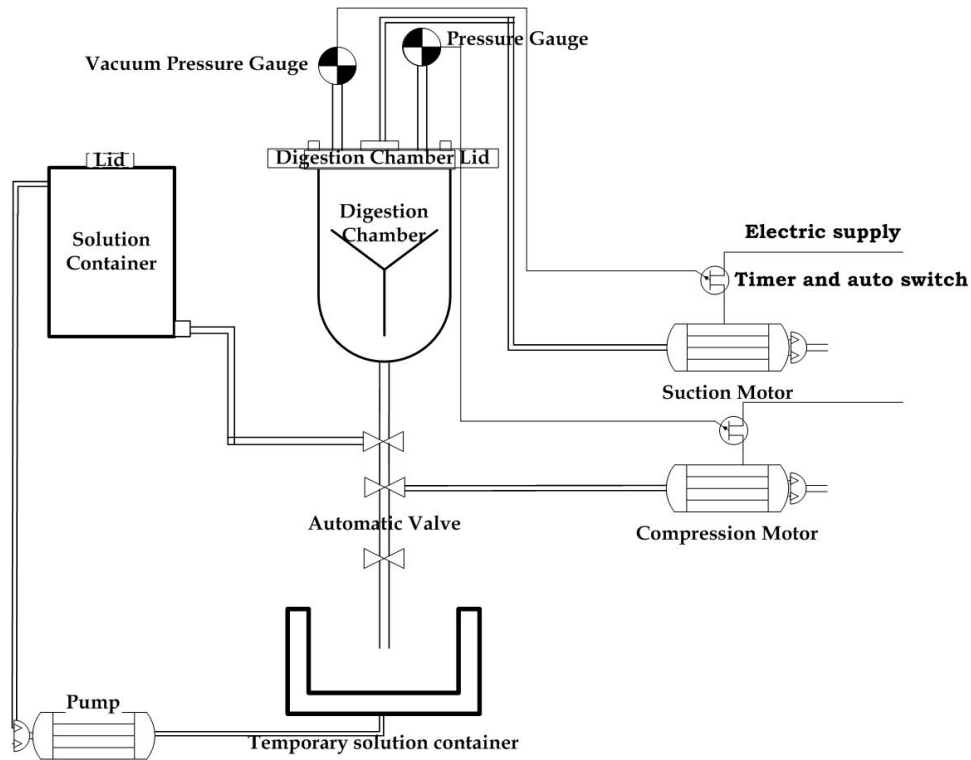 Pressure Gauge
Vacuum Pressure Gauge
Lid
Digestion Chamber Lid
Digestion
Chamber
Solution
Container
Electric supply
Timer and auto switch
Suction Motor
Automatic Valve
Compression Motor
Pump
Temporary solution container